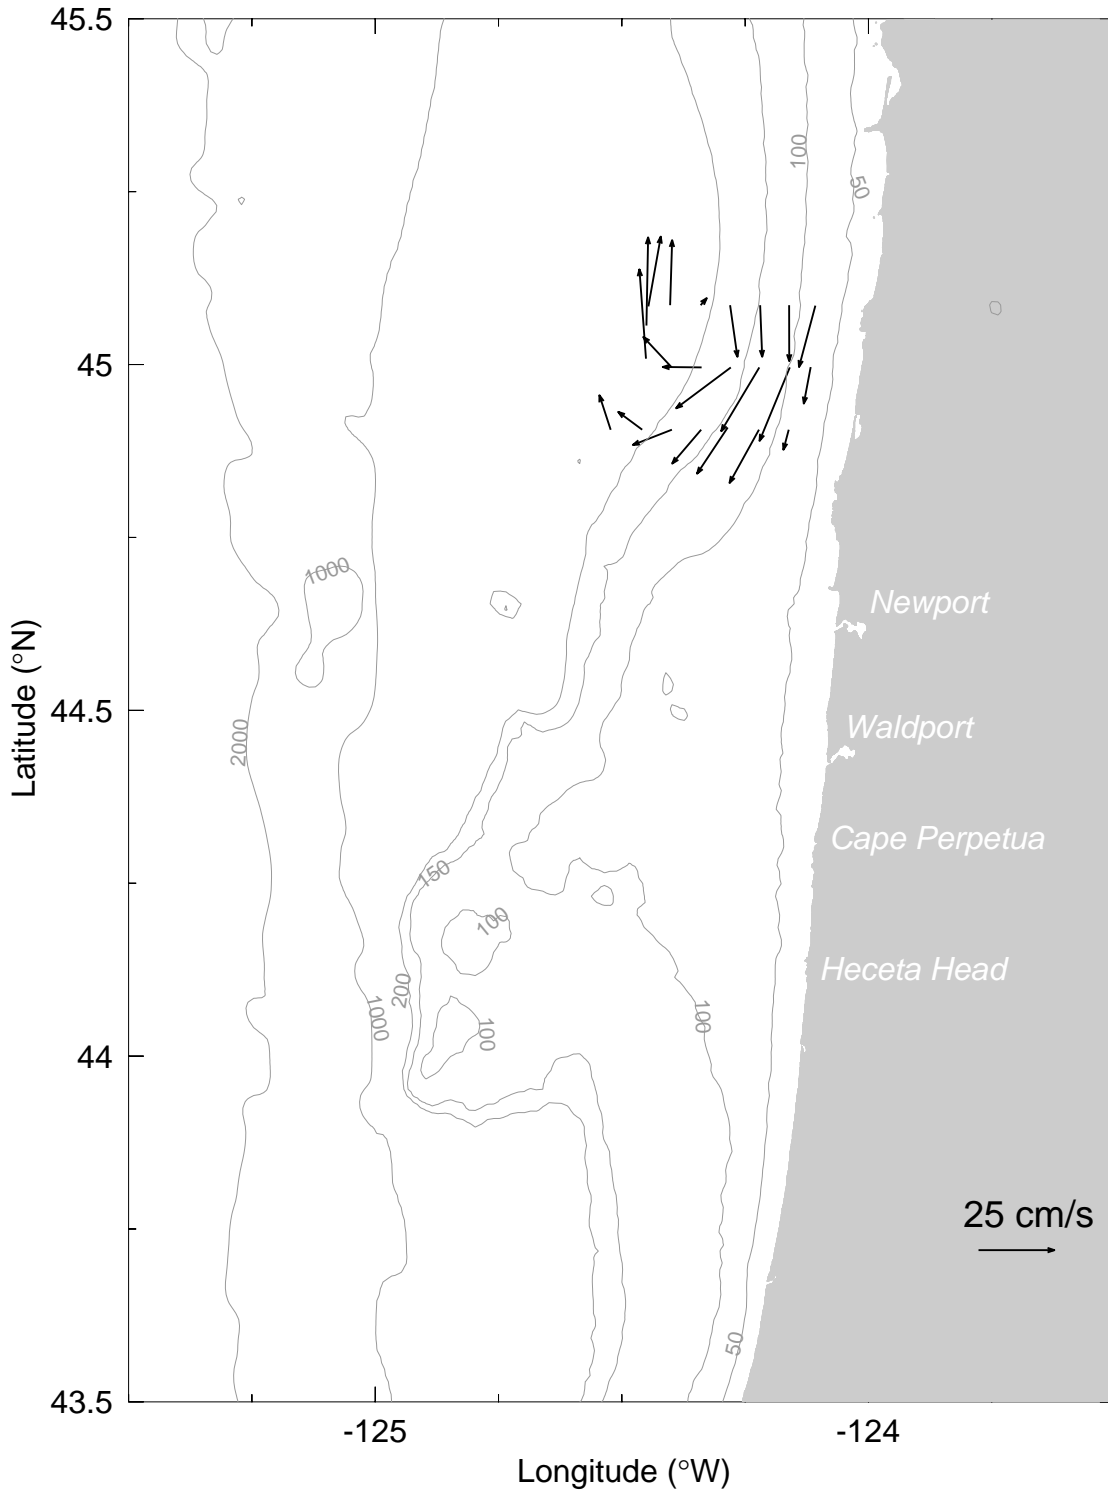 45.5
100
50
45
1000
Newport
Latitude (°N)
44.5
2000
Waldport
Cape Perpetua
150
100
Heceta Head
200
1000
100
100
44
25 cm/s
50
43.5
-125
-124
Longitude (°W)